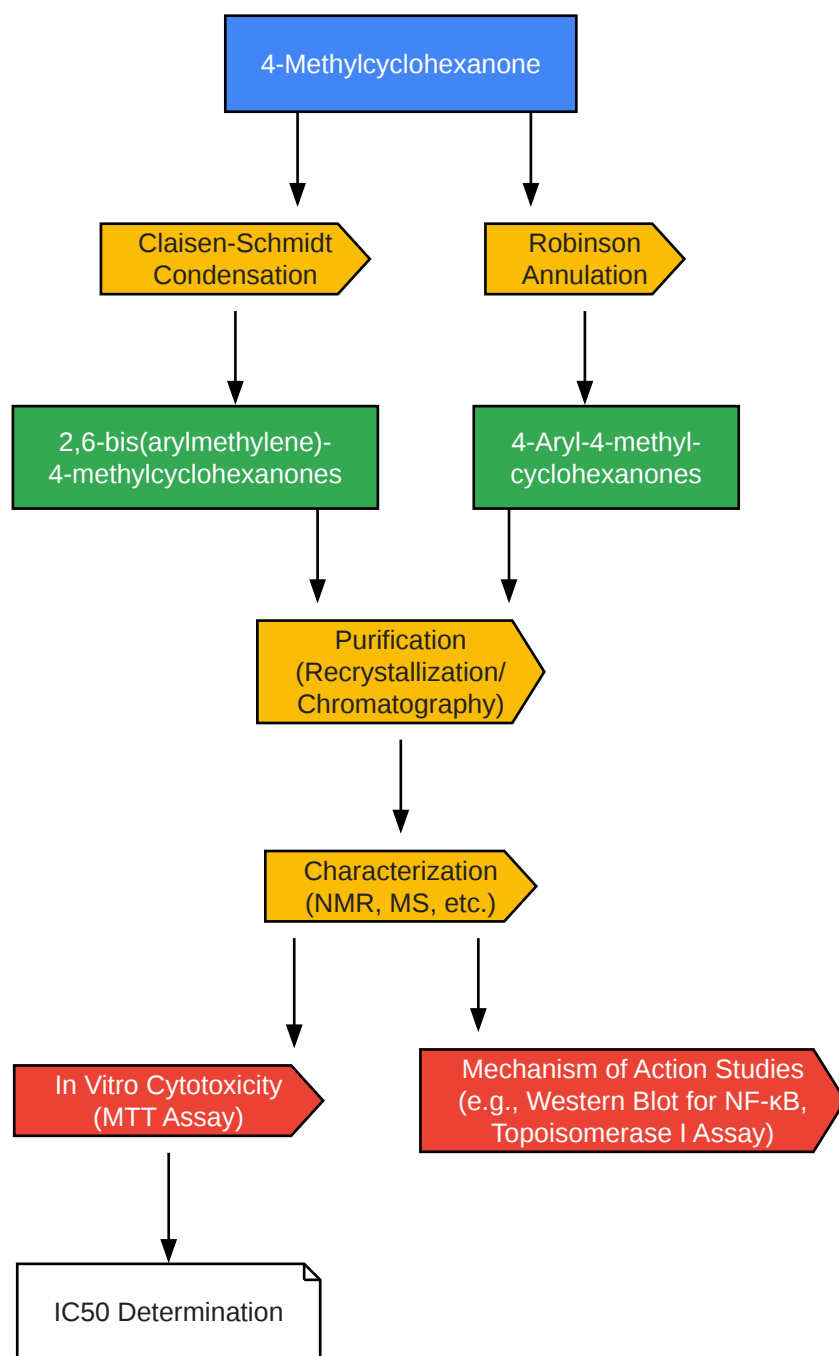 4-Methylcyclohexanone
Claisen-Schmidt
Condensation
Robinson
Annulation
2,6-bis(arylmethylene)-
4-methylcyclohexanones
4-Aryl-4-methyl-
cyclohexanones
Purification
(Recrystallization/
Chromatography)
Characterization
(NMR, MS, etc.)
In Vitro Cytotoxicity
(MTT Assay)
Mechanism of Action Studies
(e.g., Western Blot for NF-κB,
Topoisomerase I Assay)
IC50 Determination